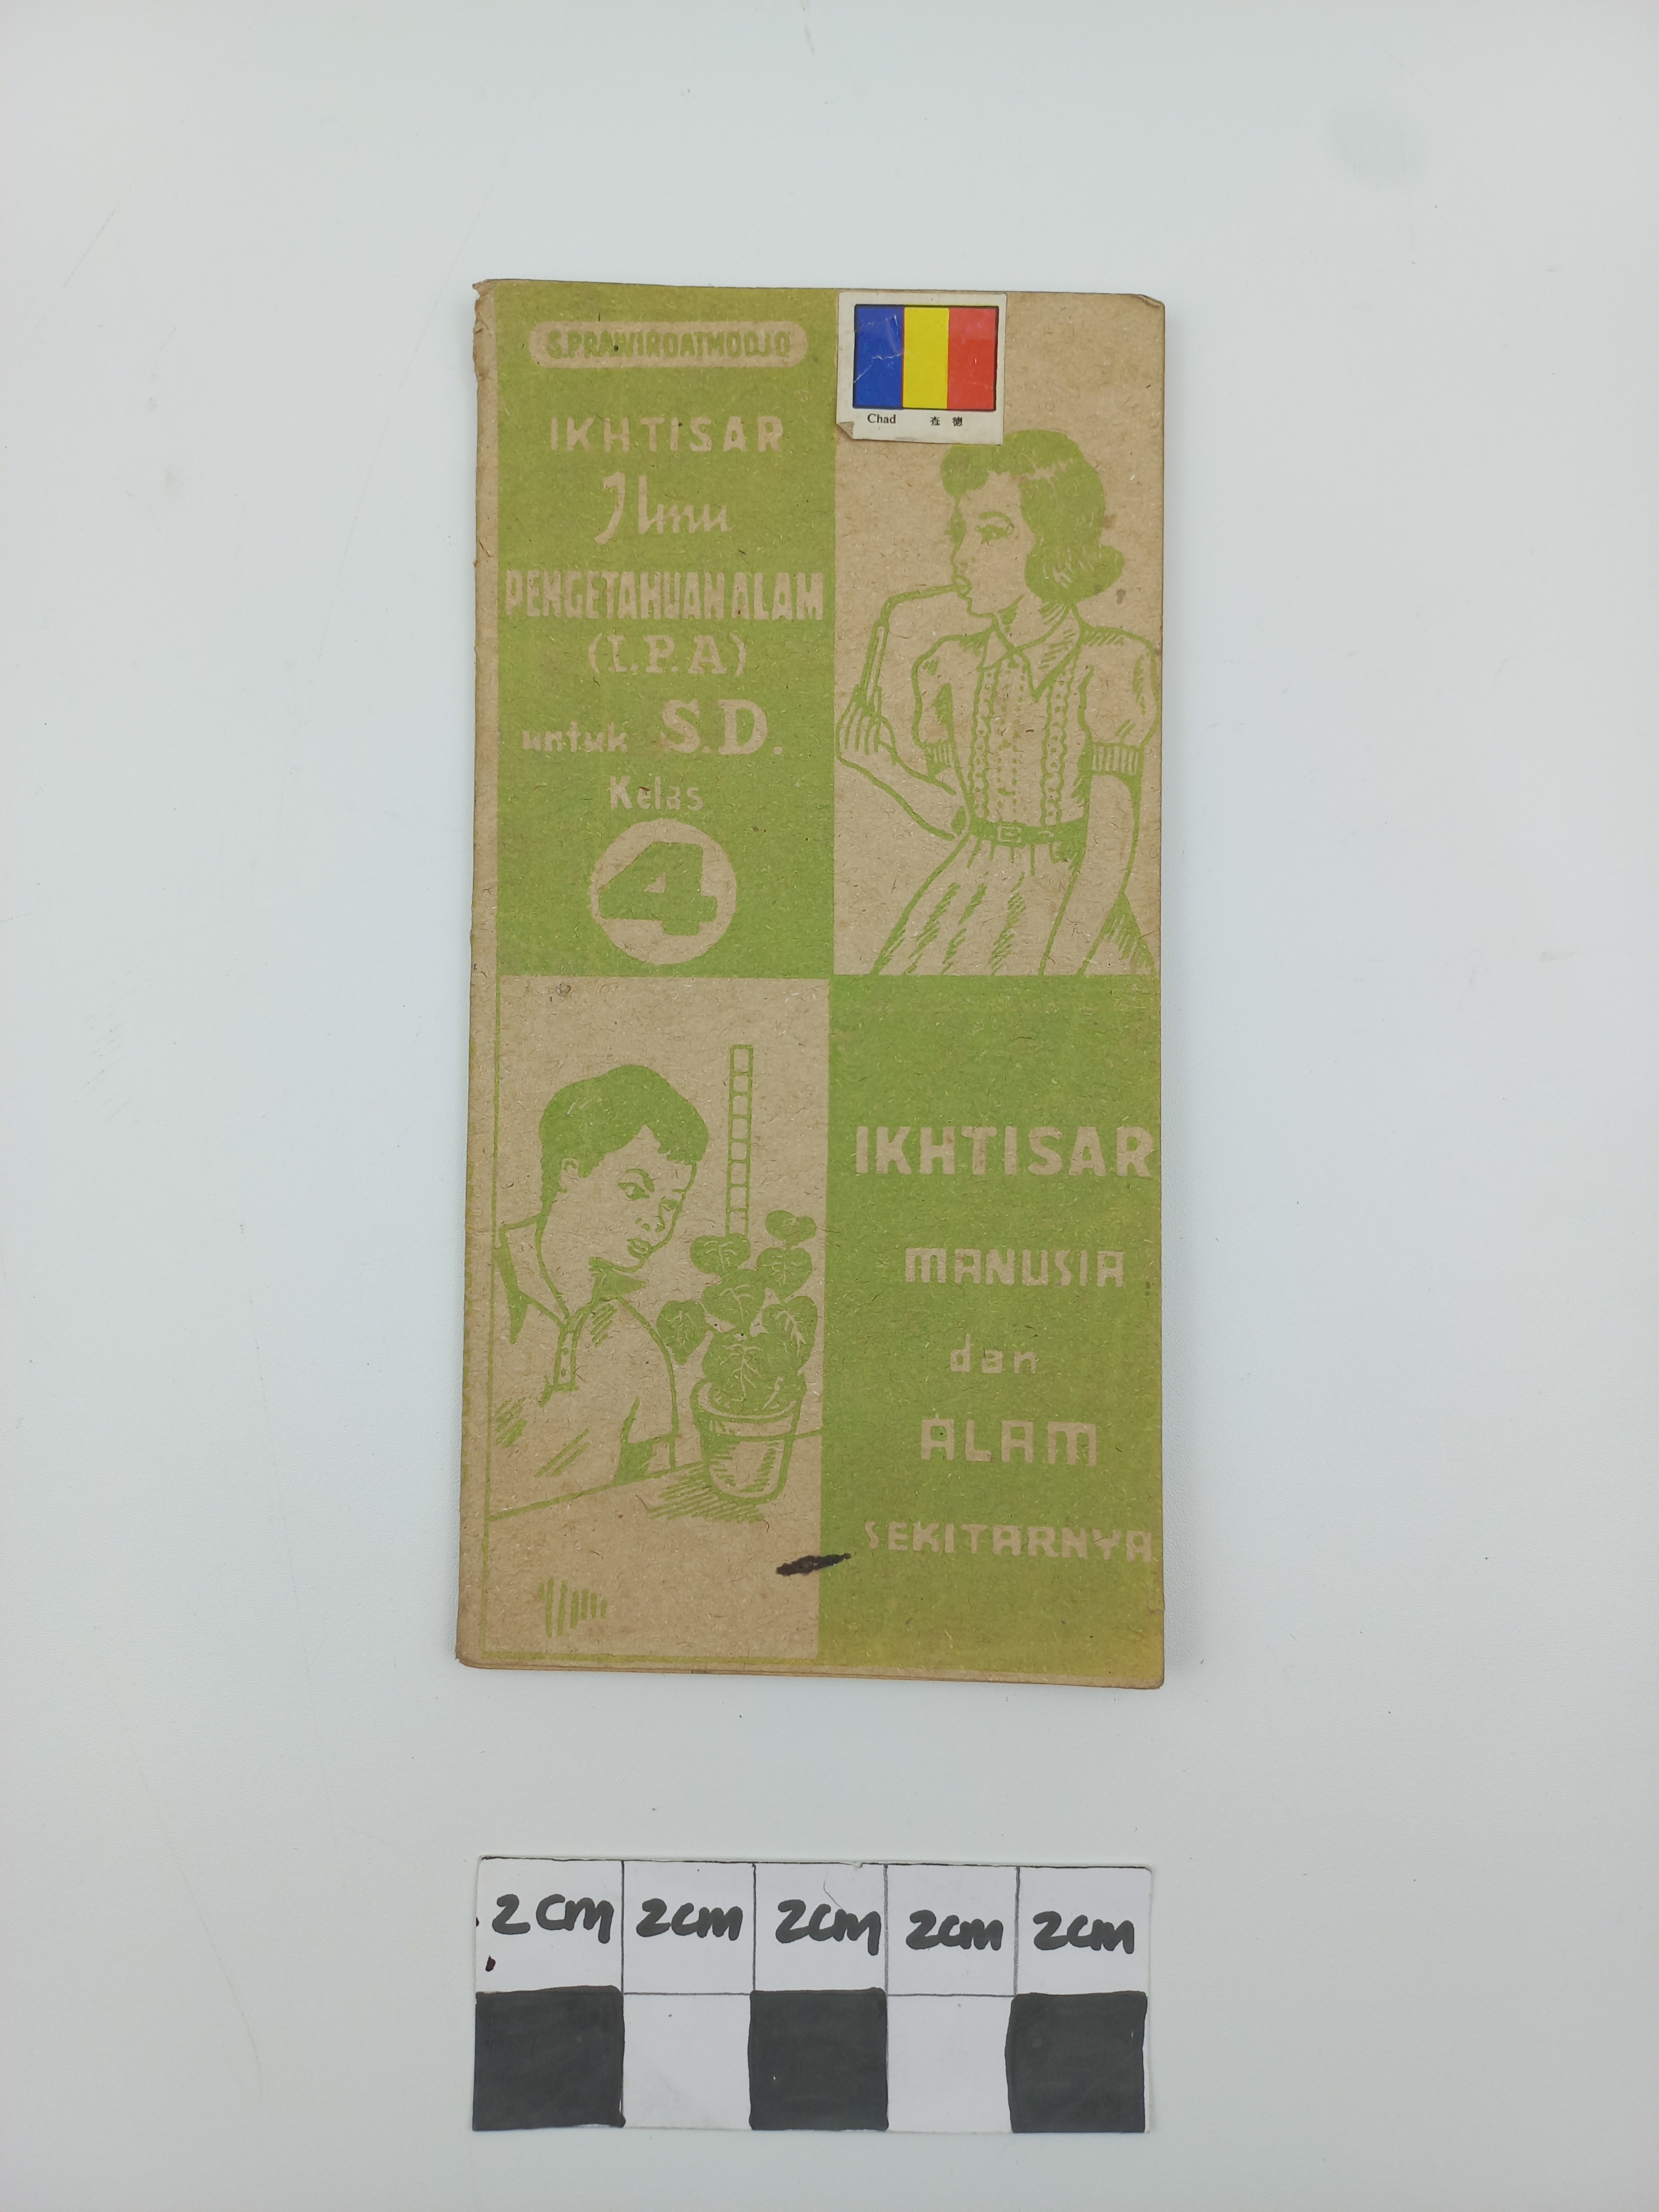 S.PRAWIROATMODJO
IKHTISAR
Ilmu
PENGETAHUAN ALAM
(I.P.A)
untuk S.D.
Kelas
4
Chad 查德
IKHTISAR
MANUSIA
dan
ALAM
SEKITARNYA
2cm 2cm 2cm 2cm 2cm